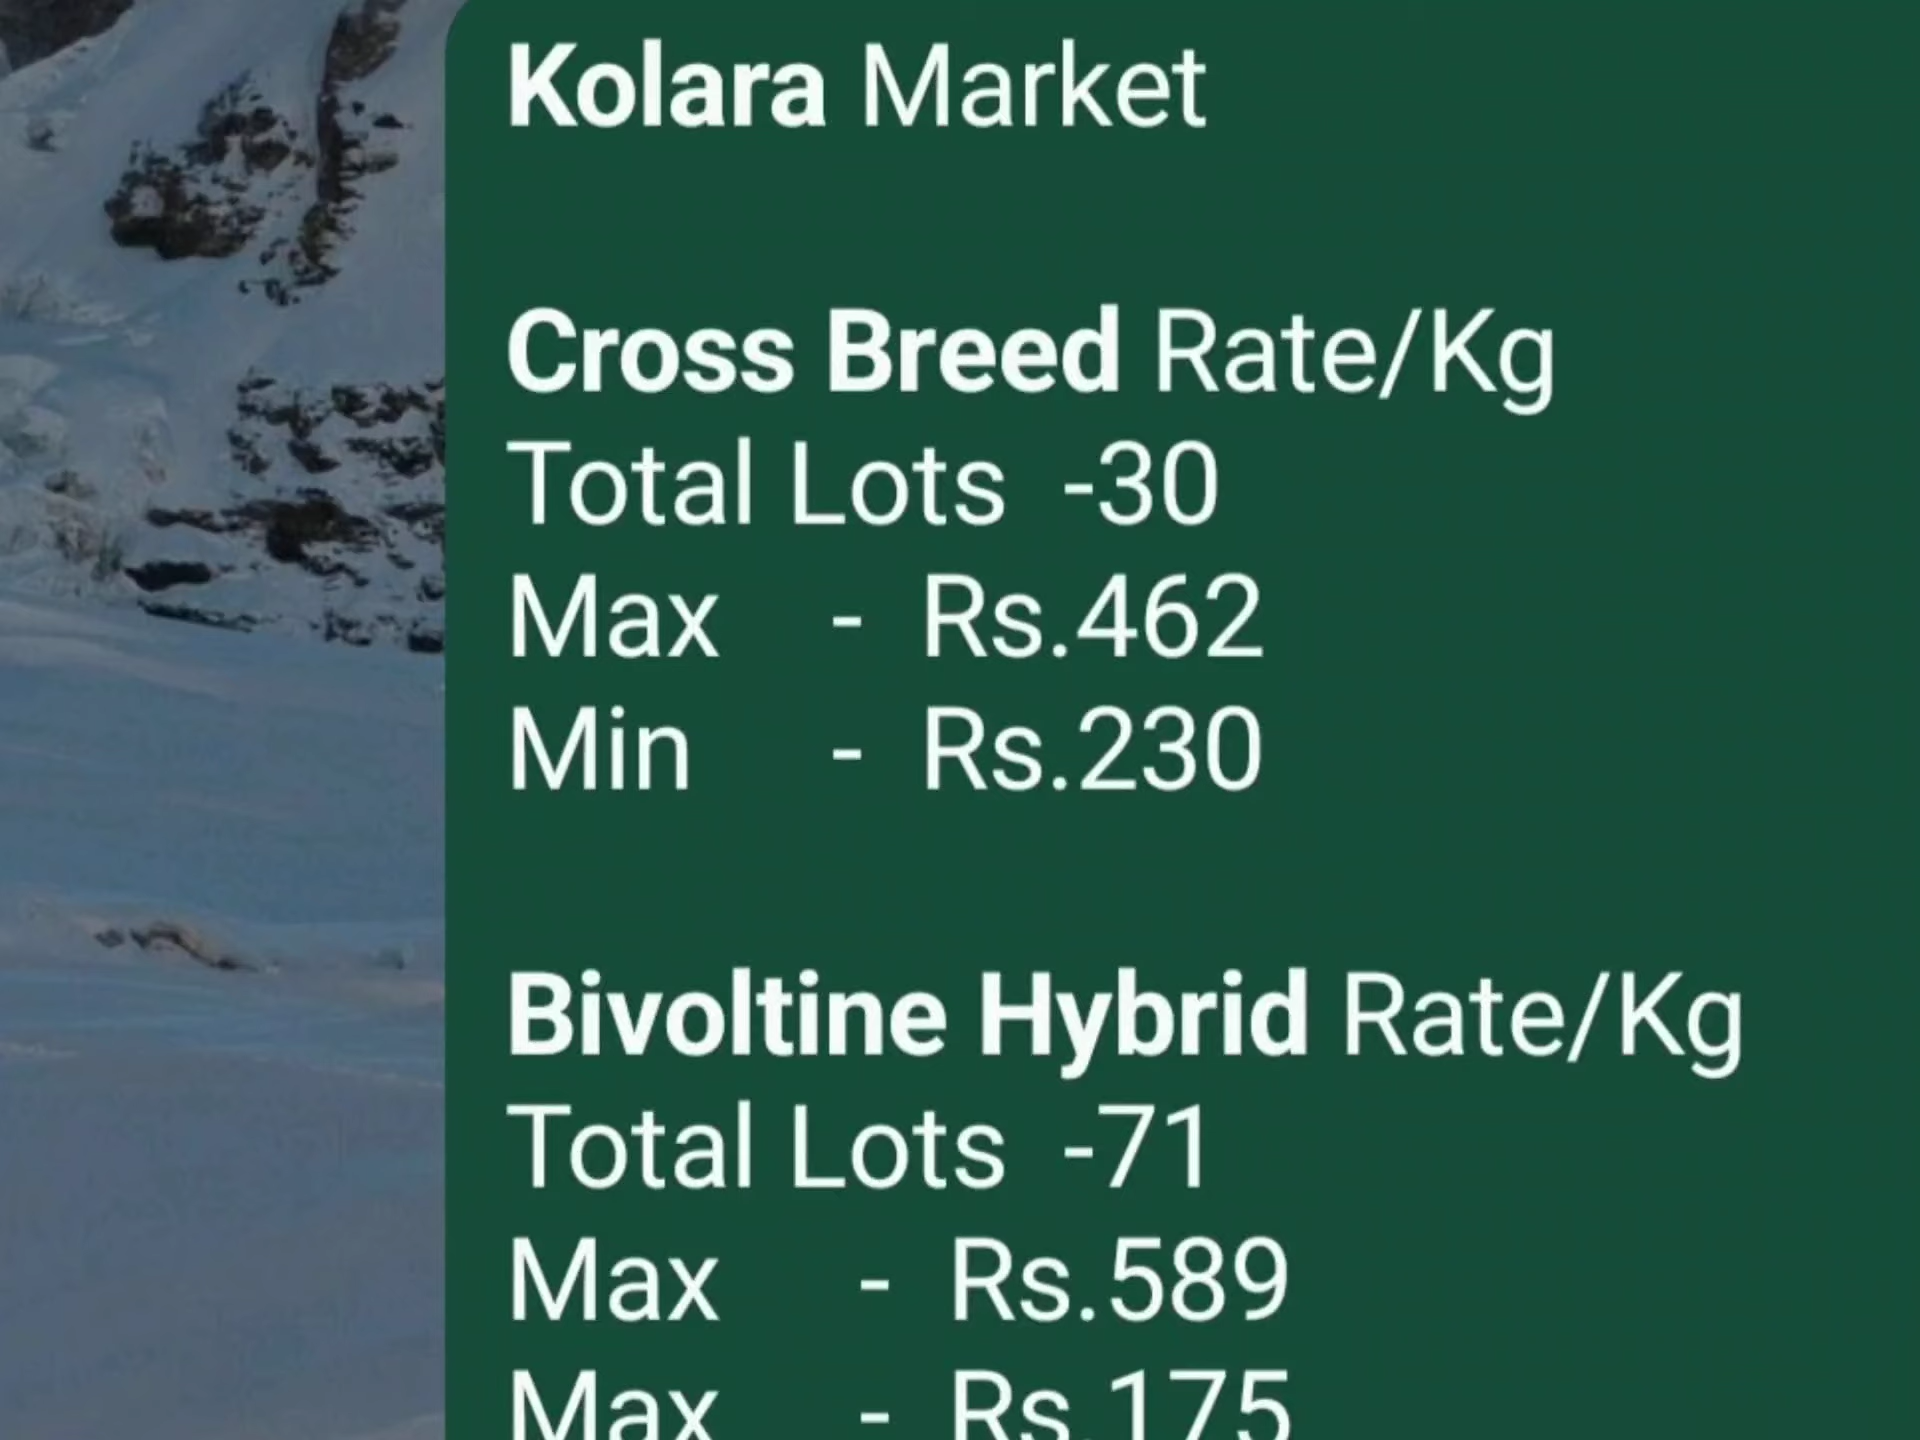 Kolara Market
Cross Breed Rate/Kg
Total Lots -30
Max - Rs.462
Min - Rs.230
Bivoltine Hybrid Rate/Kg
Total Lots -71
Max - Rs.589
Max - Rs.175